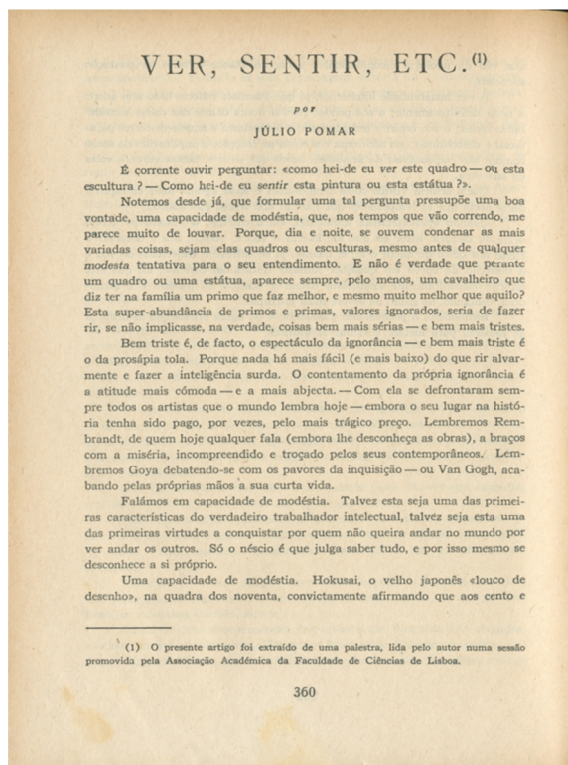 VER, SENTIR, ETC.(1)
por
JÚLIO POMAR
É corrente ouvir perguntar: «como hei-de eu ver este quadro — ou esta
escultura ? — Como hei-de eu sentir esta pintura ou esta estátua ?».
Notemos desde já, que formular uma tal pergunta pressupõe uma boa
vontade, uma capacidade de modéstia, que, nos tempos que vão correndo, me
parece muito de louvar. Porque, dia e noite, se ouvem condenar as mais
variadas coisas, sejam elas quadros ou esculturas, mesmo antes de qualquer
modesta tentativa para o seu entendimento. E não é verdade que perante
um quadro ou uma estátua, aparece sempre, pelo menos, um cavalheiro que
diz ter na família um primo que faz melhor, e mesmo muito melhor que aquilo?
Esta super-abundância de primos e primas, valores ignorados, seria de fazer
rir, se não implicasse, na verdade, coisas bem mais sérias — e bem mais tristes.
Bem triste é, de facto, o espectáculo da ignorância — e bem mais triste é
o da prosápia tola. Porque nada há mais fácil (e mais baixo) do que rir alvar-
mente e fazer a inteligência surda. O contentamento da própria ignorância é
a atitude mais cómoda — e a mais abjecta. — Com ela se defrontaram sem-
pre todos os artistas que o mundo lembra hoje — embora o seu lugar na histó-
ria tenha sido pago, por vezes, pelo mais trágico preço. Lembremos Rem-
brandt, de quem hoje qualquer fala (embora lhe desconheça as obras), a braços
com a miséria, incompreendido e troçado pelos seus contemporâneos. Lem-
bremos Goya debatendo-se com os pavores da inquisição — ou Van Gogh, aca-
bando pelas próprias mãos a sua curta vida.
Falámos em capacidade de modéstia. Talvez esta seja uma das primei-
ras características do verdadeiro trabalhador intelectual, talvez seja esta uma
das primeiras virtudes a conquistar por quem não queira andar no mundo por
ver andar os outros. Só o néscio é que julga saber tudo, e por isso mesmo se
desconhece a si próprio.
Uma capacidade de modéstia. Hokusai, o velho japonês «louco de
desenho», na quadra dos noventa, convictamente afirmando que aos cento e
(1) O presente artigo foi extraído de uma palestra, lida pelo autor numa sessão
promovida pela Associação Académica da Faculdade de Ciências de Lisboa.
360